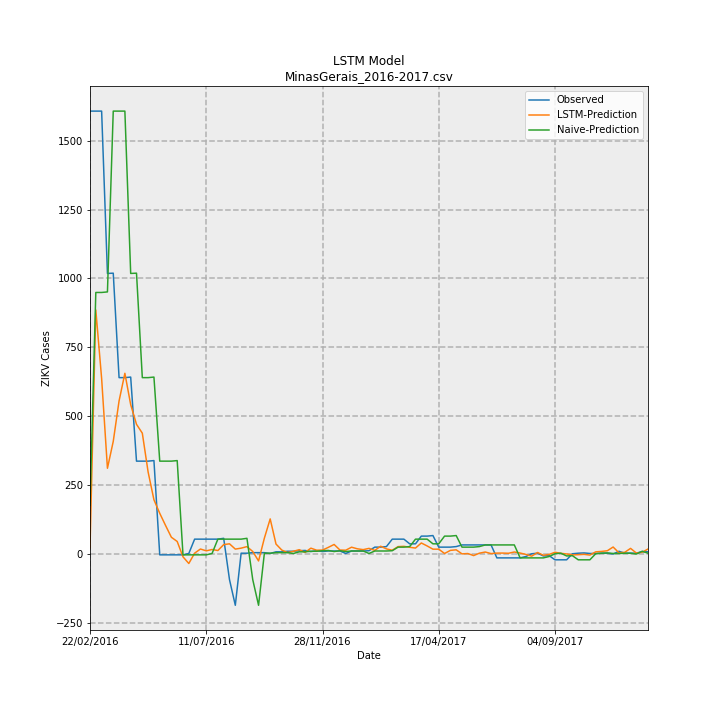 LSTM Model
MinasGerais_2016-2017.csv
Observed
LSTM-Prediction
Naive-Prediction
1500
1250
1000
750
500
250
0
−250
ZIKV Cases
22/02/2016
11/07/2016
28/11/2016
17/04/2017
04/09/2017
Date